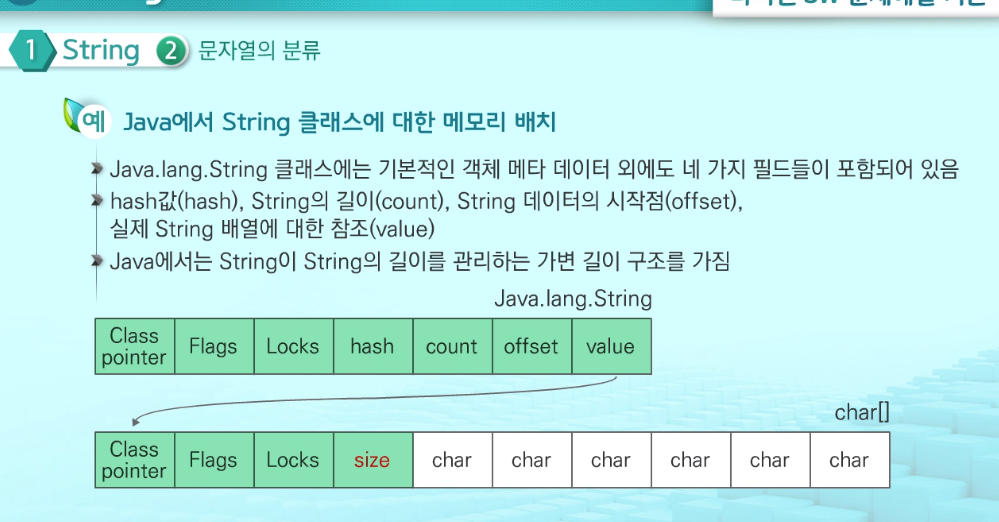 1 String 2 문자열의 분류
예 Java에서 String 클래스에 대한 메모리 배치
Java.lang.String 클래스에는 기본적인 객체 메타 데이터 외에도 네 가지 필드들이 포함되어 있음
hash값(hash), String의 길이(count), String 데이터의 시작점(offset),
실제 String 배열에 대한 참조(value)
Java에서는 String이 String의 길이를 관리하는 가변 길이 구조를 가짐
Java.lang.String
Class pointer Flags Locks hash count offset value
char[]
Class pointer Flags Locks size char char char char char char